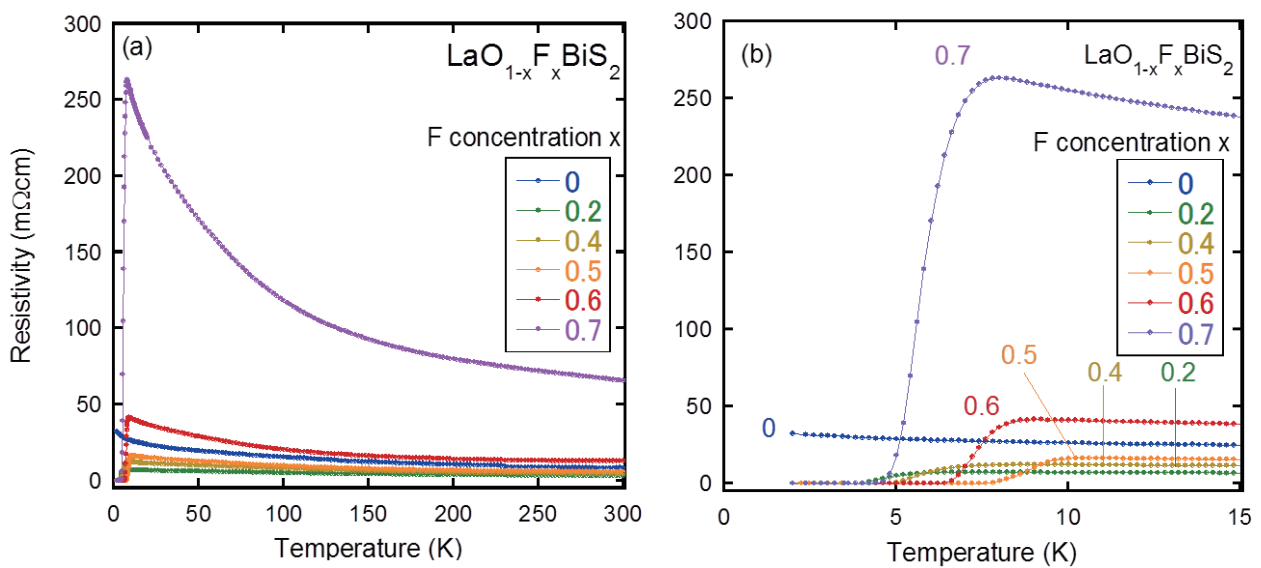 (a)
LaO1-xFxBiS2
F concentration x
0
0.2
0.4
0.5
0.6
0.7
Resistivity (mΩcm)
300
250
200
150
100
50
0
0 50 100 150 200 250 300
Temperature (K)
(b)
0.7
LaO1-xFxBiS2
F concentration x
0
0.2
0.4
0.5
0.6
0.7
0.5
0.4
0.2
0.6
0
300
250
200
150
100
50
0
0 5 10 15
Temperature (K)